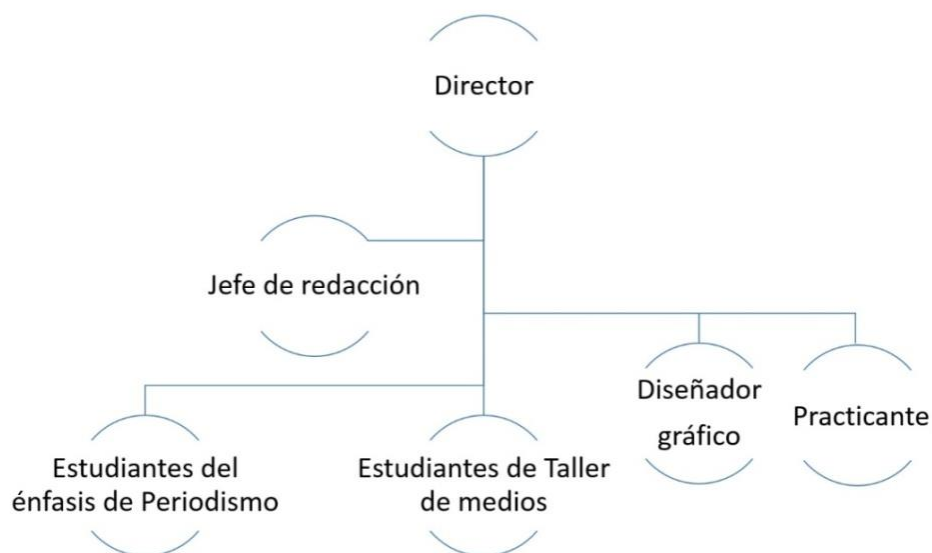 Director
Jefe de redacción
Diseñador
gráfico
Practicante
Estudiantes del
énfasis de Periodismo
Estudiantes de Taller
de medios